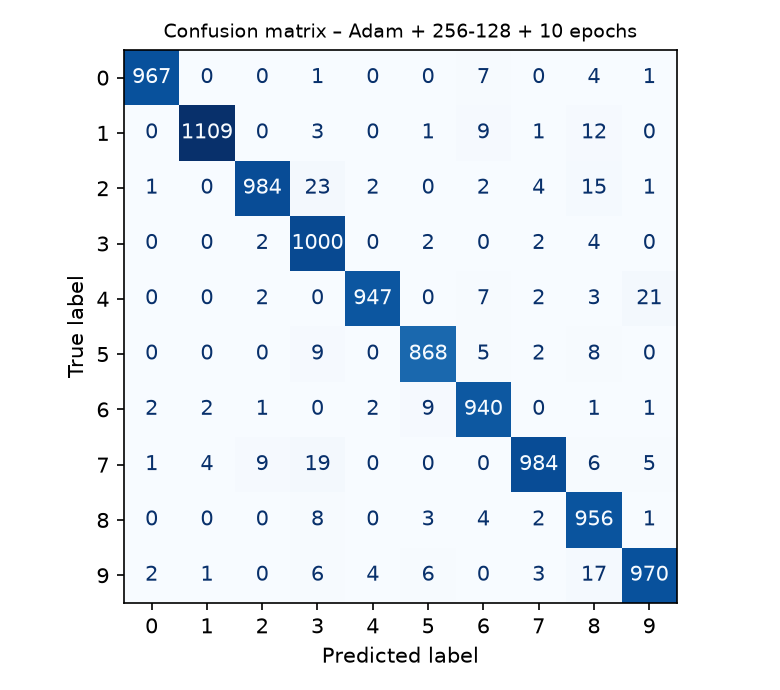 Confusion matrix – Adam + 256-128 + 10 epochs
True label
0 967 0 0 1 0 0 7 0 4 1
1 0 1109 0 3 0 1 9 1 12 0
2 1 0 984 23 2 0 2 4 15 1
3 0 0 2 1000 0 2 0 2 4 0
4 0 0 2 0 947 0 7 2 3 21
5 0 0 0 9 0 868 5 2 8 0
6 2 2 1 0 2 9 940 0 1 1
7 1 4 9 19 0 0 0 984 6 5
8 0 0 0 8 0 3 4 2 956 1
9 2 1 0 6 4 6 0 3 17 970
0 1 2 3 4 5 6 7 8 9
Predicted label